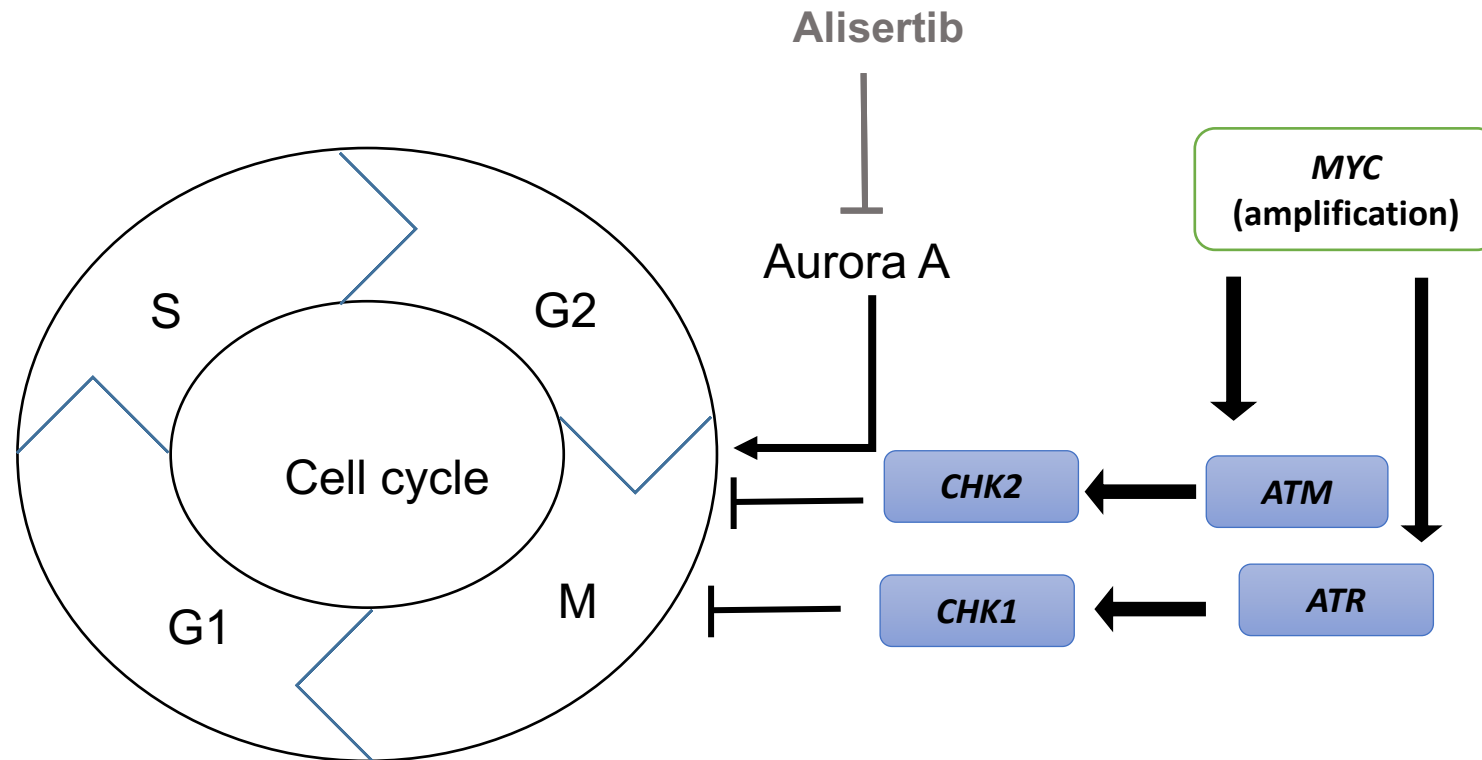 Alisertib
MYC
(amplification)
Aurora A
S
G2
Cell cycle
CHK2
ATM
M
G1
CHK1
ATR